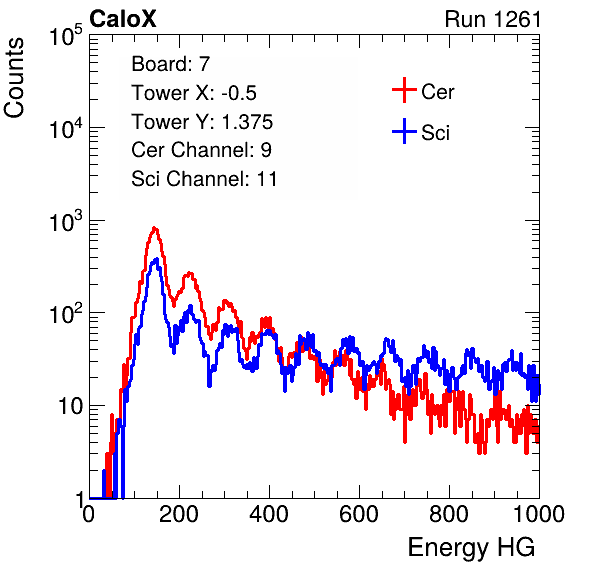 CaloX Run 1261
Counts
10^5
Board: 7
Tower X: -0.5
Tower Y: 1.375
Cer Channel: 9
Sci Channel: 11
Cer
Sci
10^4
10^3
10^2
10
1
0 200 400 600 800 1000
Energy HG